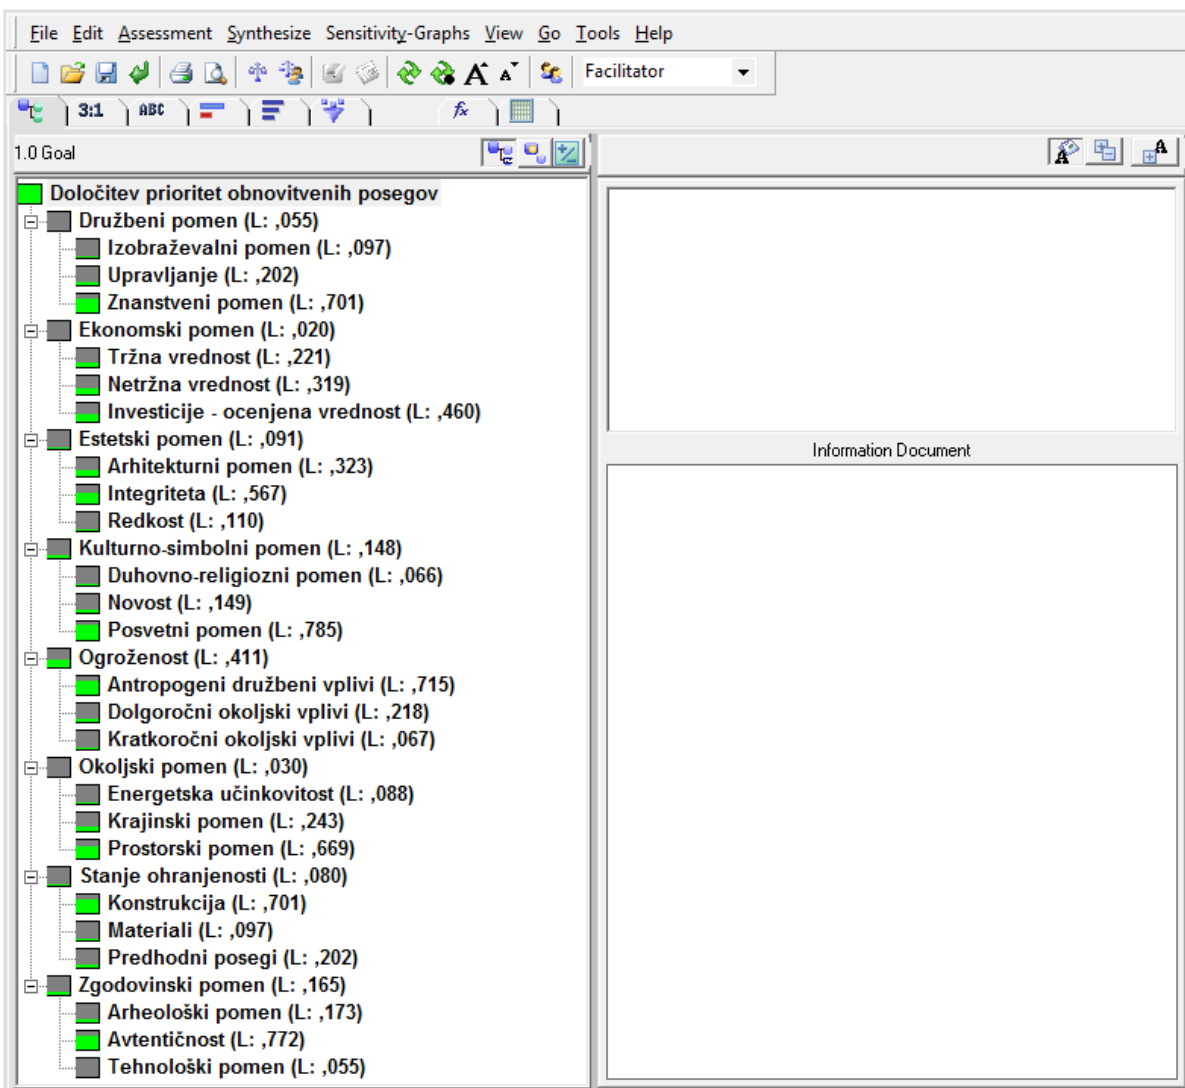 File Edit Assessment Synthesize Sensitivity-Graphs View Go Tools Help
A A Facilitator
3:1 ABC fx
1.0 Goal
A A
Določitev prioritet obnovitvenih posegov
Družbeni pomen (L: ,055)
Izobraževalni pomen (L: ,097)
Upravljanje (L: ,202)
Znanstveni pomen (L: ,701)
Ekonomski pomen (L: ,020)
Tržna vrednost (L: ,221)
Netržna vrednost (L: ,319)
Investicije - ocenjena vrednost (L: ,460)
Estetski pomen (L: ,091)
Arhitekturni pomen (L: ,323)
Integriteta (L: ,567)
Redkost (L: ,110)
Kulturno-simbolni pomen (L: ,148)
Duhovno-religiozni pomen (L: ,066)
Novost (L: ,149)
Posvetni pomen (L: ,785)
Ogroženost (L: ,411)
Antropogeni družbeni vplivi (L: ,715)
Dolgoročni okoljski vplivi (L: ,218)
Kratkoročni okoljski vplivi (L: ,067)
Okoljski pomen (L: ,030)
Energetska učinkovitost (L: ,088)
Krajinski pomen (L: ,243)
Prostorski pomen (L: ,669)
Stanje ohranjenosti (L: ,080)
Konstrukcija (L: ,701)
Materiali (L: ,097)
Predhodni posegi (L: ,202)
Zgodovinski pomen (L: ,165)
Arheološki pomen (L: ,173)
Avtentičnost (L: ,772)
Tehnološki pomen (L: ,055)
Information Document